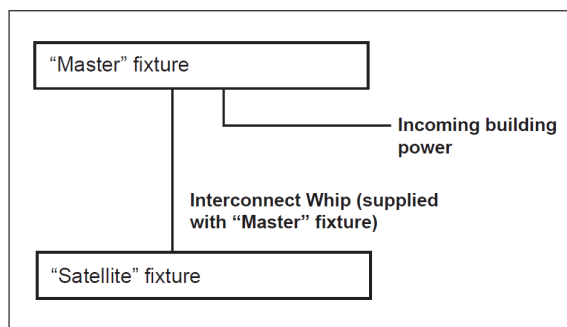 “Master” fixture
Incoming building
power
Interconnect Whip (supplied
with “Master” fixture)
“Satellite” fixture